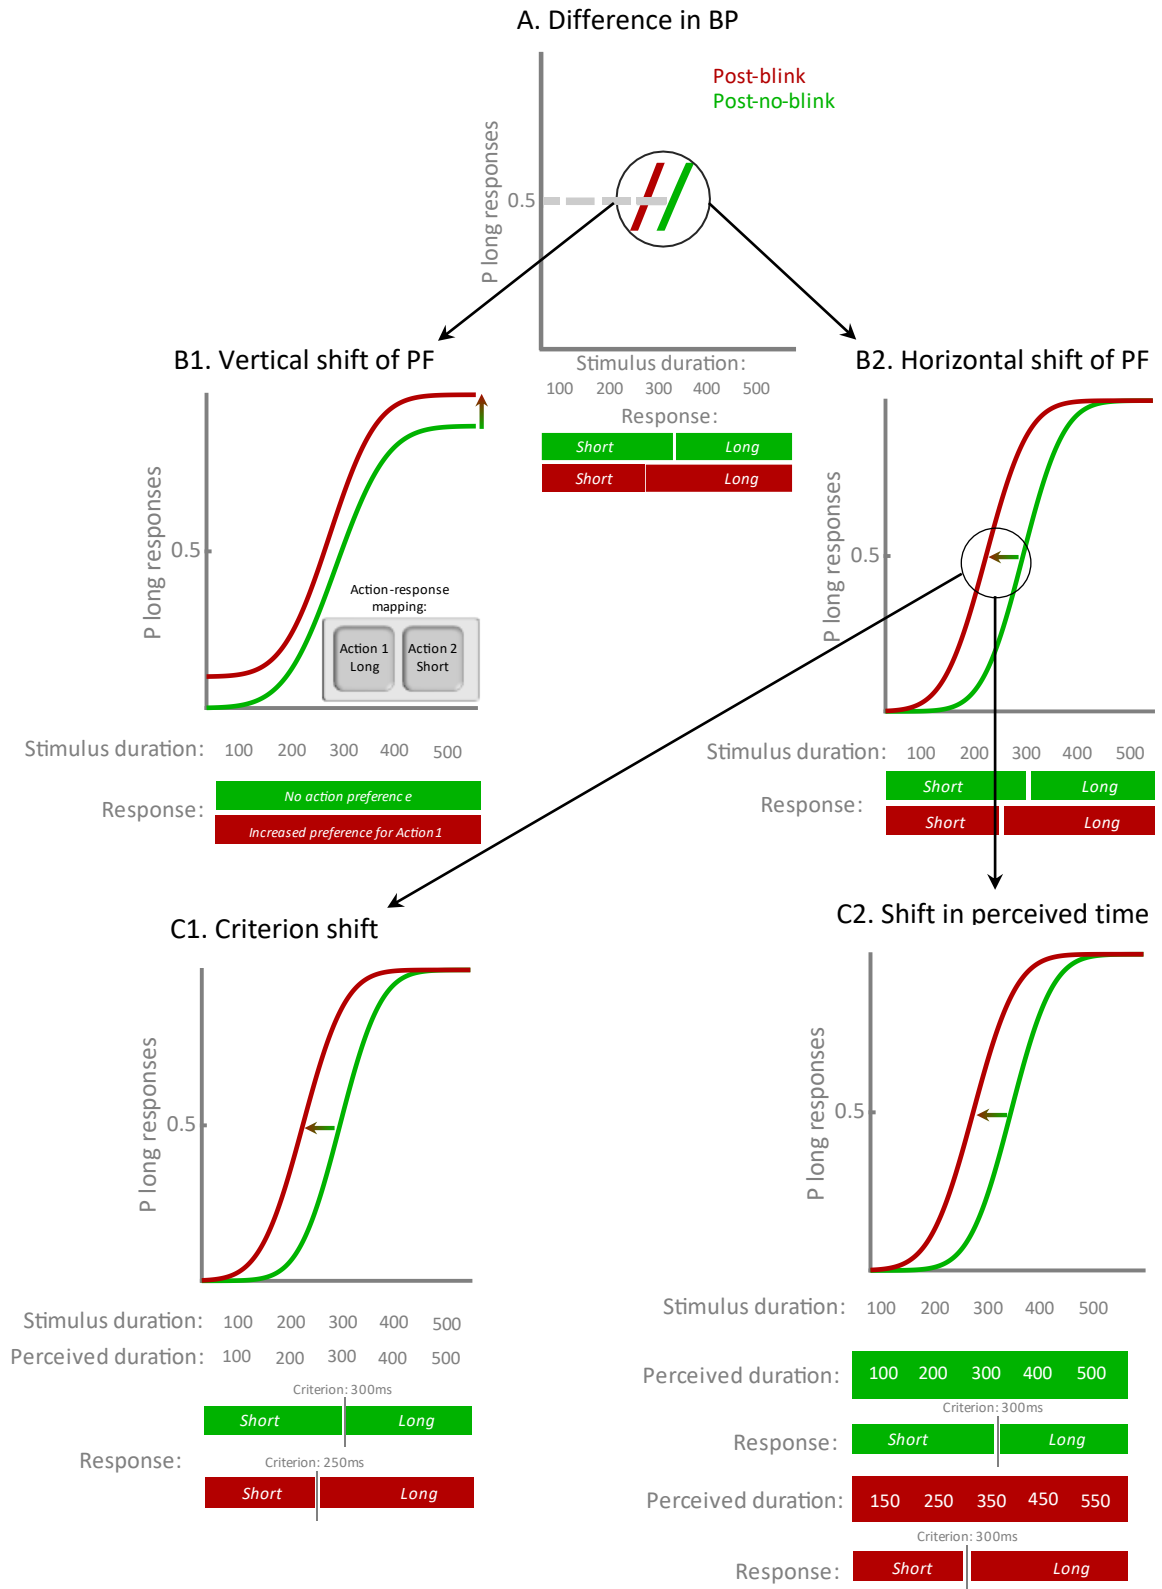 A. Difference in BP
Post-blink
Post-no-blink
P long responses
0.5
Stimulus duration:
100 200 300 400 500
Response:
Short Long
Short Long
B1. Vertical shift of PF
P long responses
0.5
Action-response
mapping:
Action 1
Long
Action 2
Short
Stimulus duration: 100 200 300 400 500
Response:
No action preference
Increased preference for Action1
B2. Horizontal shift of PF
P long responses
0.5
Stimulus duration: 100 200 300 400 500
Response:
Short Long
Short Long
C1. Criterion shift
P long responses
0.5
Stimulus duration: 100 200 300 400 500
Perceived duration: 100 200 300 400 500
Criterion: 300ms
Short Long
Response:
Criterion: 250ms
Short Long
C2. Shift in perceived time
P long responses
0.5
Stimulus duration: 100 200 300 400 500
Perceived duration: 100 200 300 400 500
Criterion: 300ms
Response: Short Long
Perceived duration: 150 250 350 450 550
Criterion: 300ms
Response: Short Long